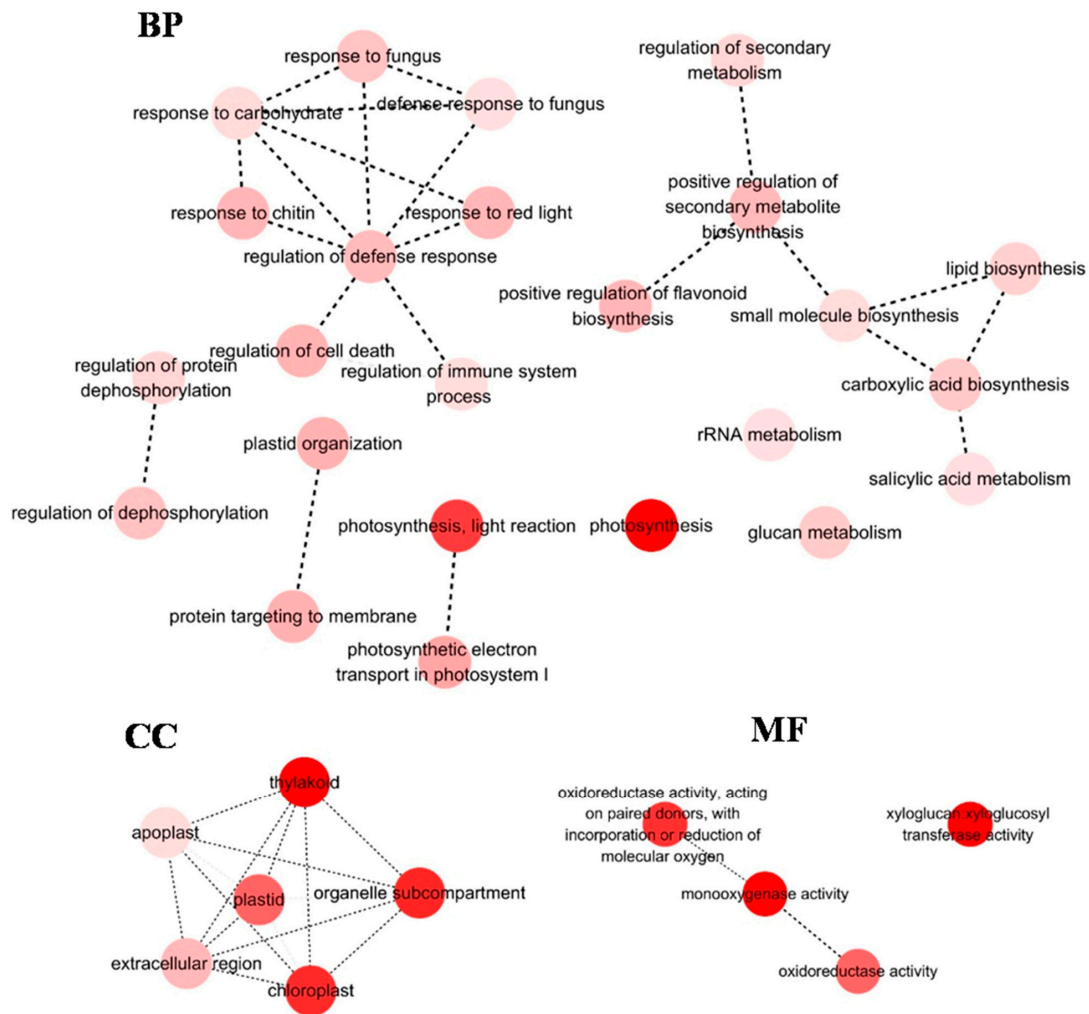 BP
response to fungus
regulation of secondary
metabolism
response to carbohydrate
defense response to fungus
response to chitin
response to red light
positive regulation of
secondary metabolite
biosynthesis
regulation of defense response
lipid biosynthesis
positive regulation of flavonoid
biosynthesis
small molecule biosynthesis
regulation of cell death
regulation of protein
dephosphorylation
regulation of immune system
process
carboxylic acid biosynthesis
plastid organization
rRNA metabolism
salicylic acid metabolism
regulation of dephosphorylation
photosynthesis, light reaction
photosynthesis
glucan metabolism
protein targeting to membrane
photosynthetic electron
transport in photosystem I
CC
thylakoid
apoplast
plastid
organelle subcompartment
extracellular region
chloroplast
MF
oxidoreductase activity, acting
on paired donors, with
incorporation or reduction of
molecular oxygen
xyloglucan:xyloglucosyl
transferase activity
monooxygenase activity
oxidoreductase activity